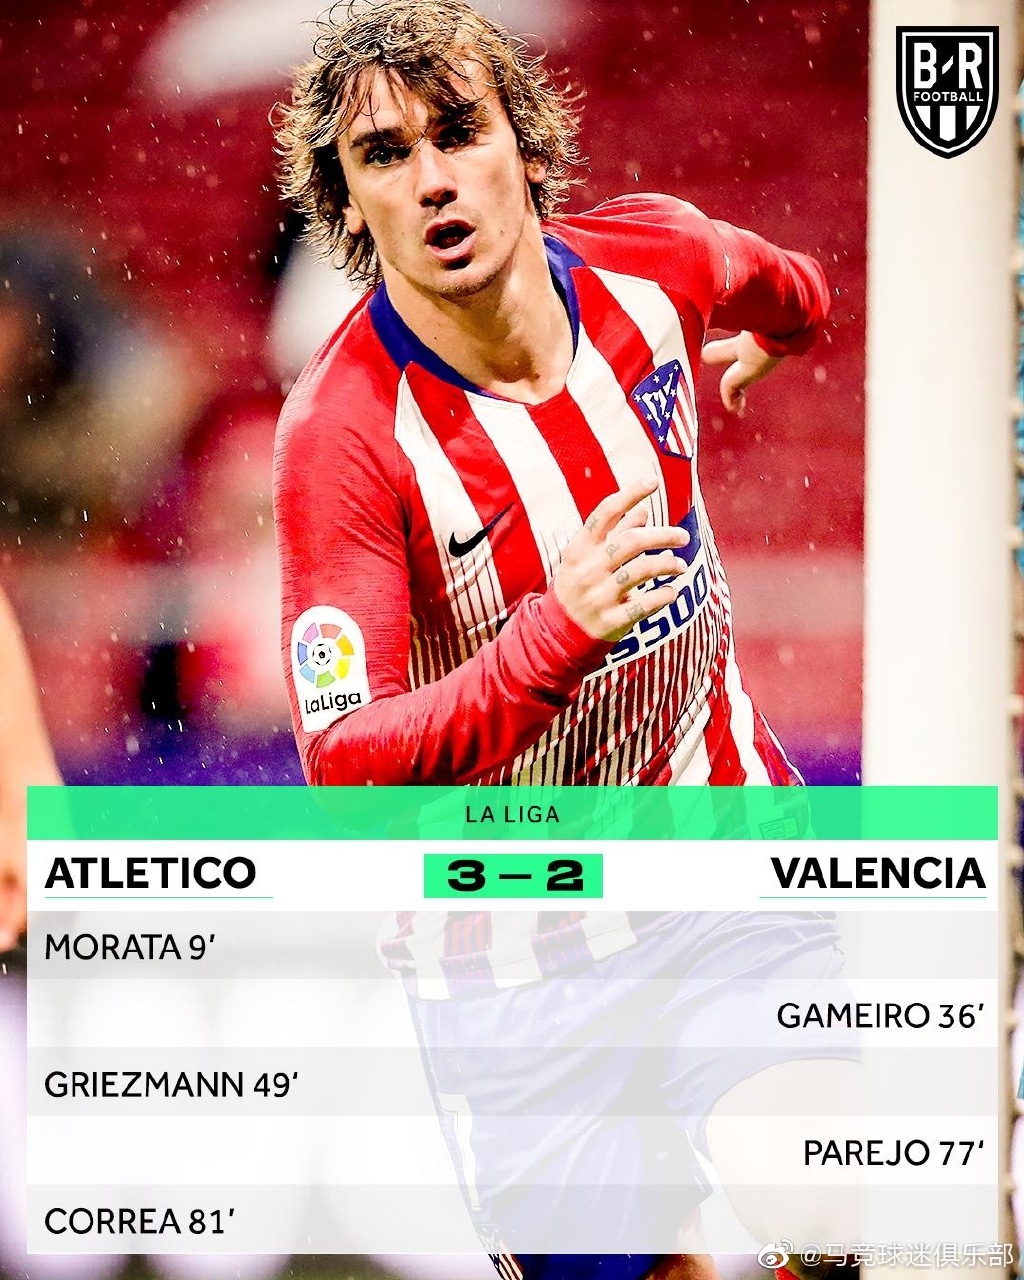 B/R
FOOTBALL
5500
LaLiga
LA LIGA
ATLETICO 3 – 2 VALENCIA
MORATA 9'
GAMEIRO 36'
GRIEZMANN 49'
PAREJO 77'
CORREA 81'
@马竞球迷俱乐部